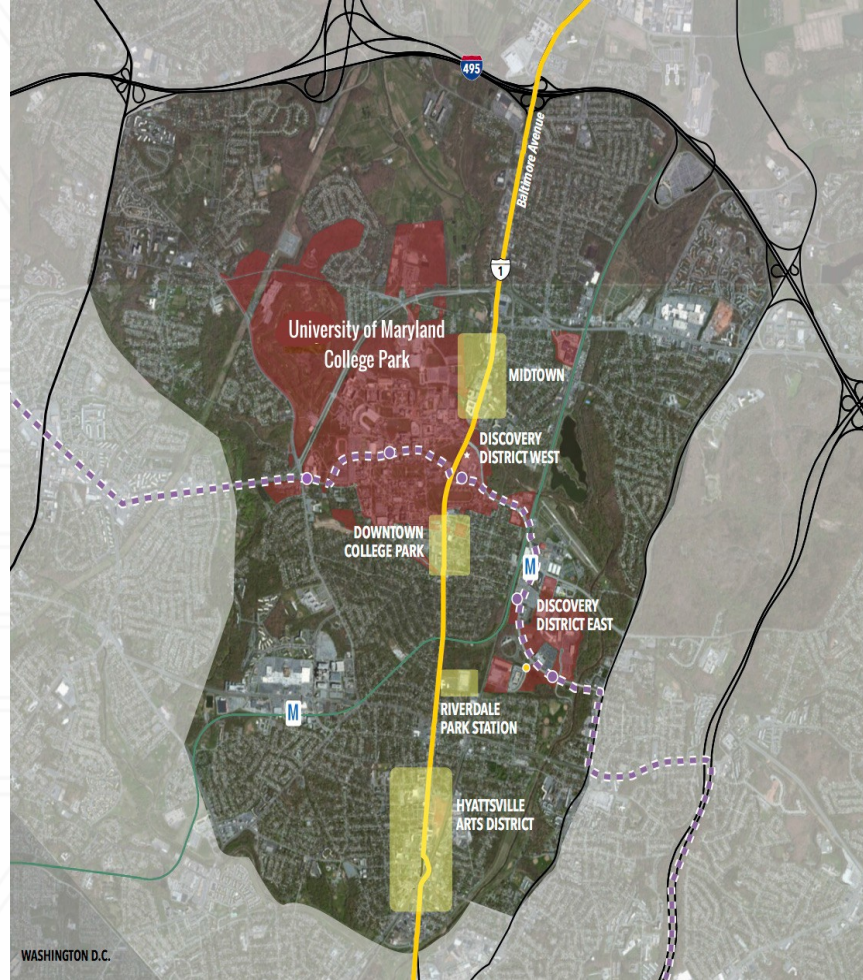 495
Baltimore Avenue
1
University of Maryland
College Park
MIDTOWN
DISCOVERY
DISTRICT WEST
DOWNTOWN
COLLEGE PARK
M
DISCOVERY
DISTRICT EAST
M
RIVERDALE
PARK STATION
HYATTSVILLE
ARTS DISTRICT
WASHINGTON D.C.